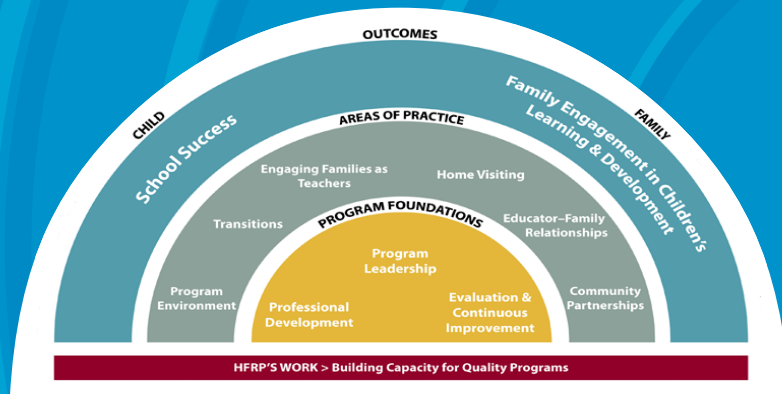 OUTCOMES
CHILD
FAMILY
School Success
Family Engagement in Children's
Learning & Development
AREAS OF PRACTICE
Engaging Families as
Teachers
Home Visiting
Transitions
Educator–Family
Relationships
Program
Environment
Community
Partnerships
PROGRAM FOUNDATIONS
Program
Leadership
Professional
Development
Evaluation &
Continuous
Improvement
HFRP'S WORK > Building Capacity for Quality Programs